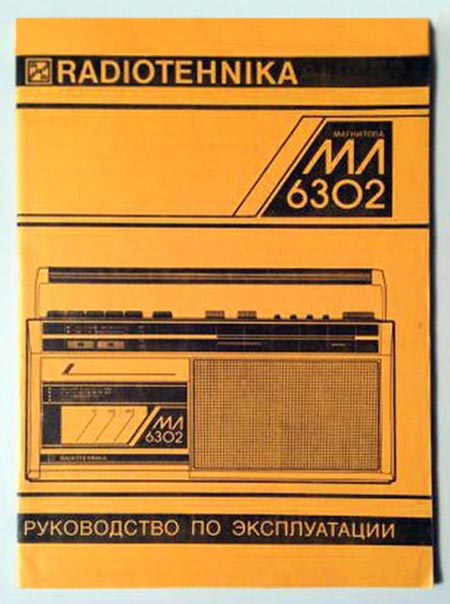 RADIOTEHNIKA
МАГНИТОЛА
МЛ
6302
МЛ
6302
RADIOTEHNIKA
РУКОВОДСТВО ПО ЭКСПЛУАТАЦИИ